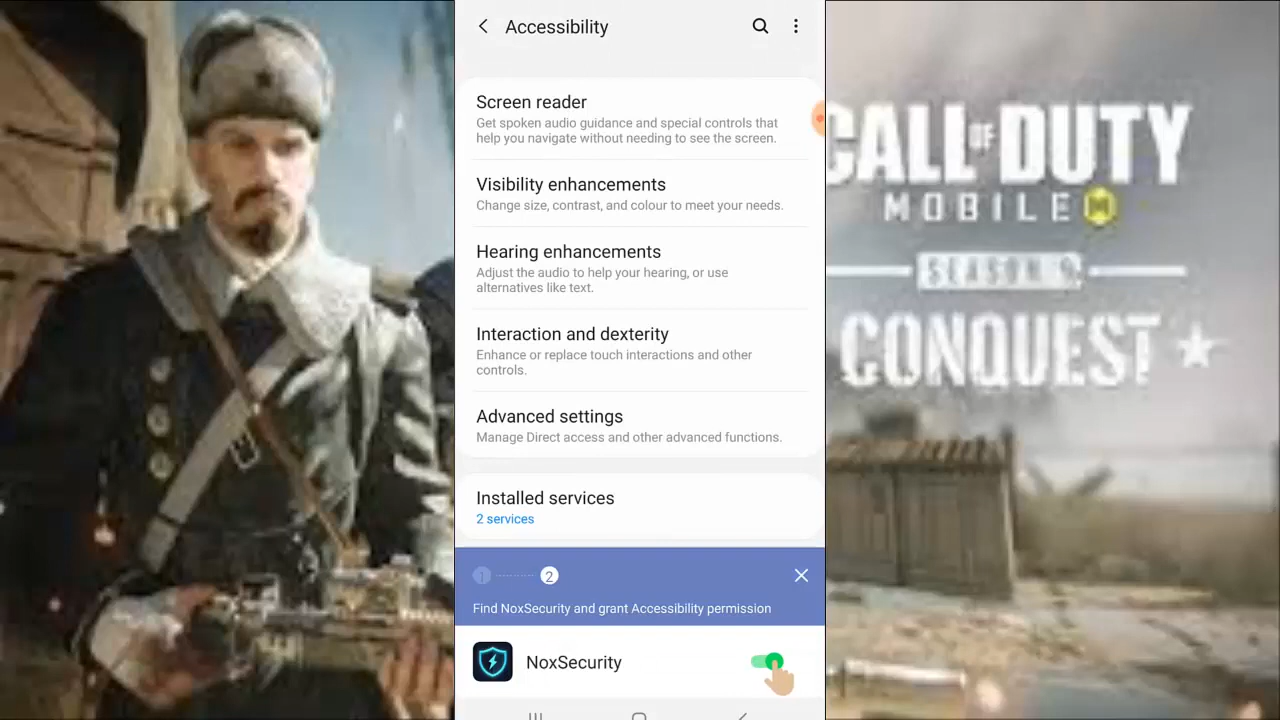 Accessibility
Screen reader
Get spoken audio guidance and special controls that
help you navigate without needing to see the screen.
Visibility enhancements
Change size, contrast, and colour to meet your needs.
Hearing enhancements
Adjust the audio to help your hearing, or use
alternatives like text.
Interaction and dexterity
Enhance or replace touch interactions and other
controls.
Advanced settings
Manage Direct access and other advanced functions.
Installed services
2 services
1 2
Find NoxSecurity and grant Accessibility permission
NoxSecurity
CALL OF DUTY
MOBILE
SEASON 9
CONQUEST